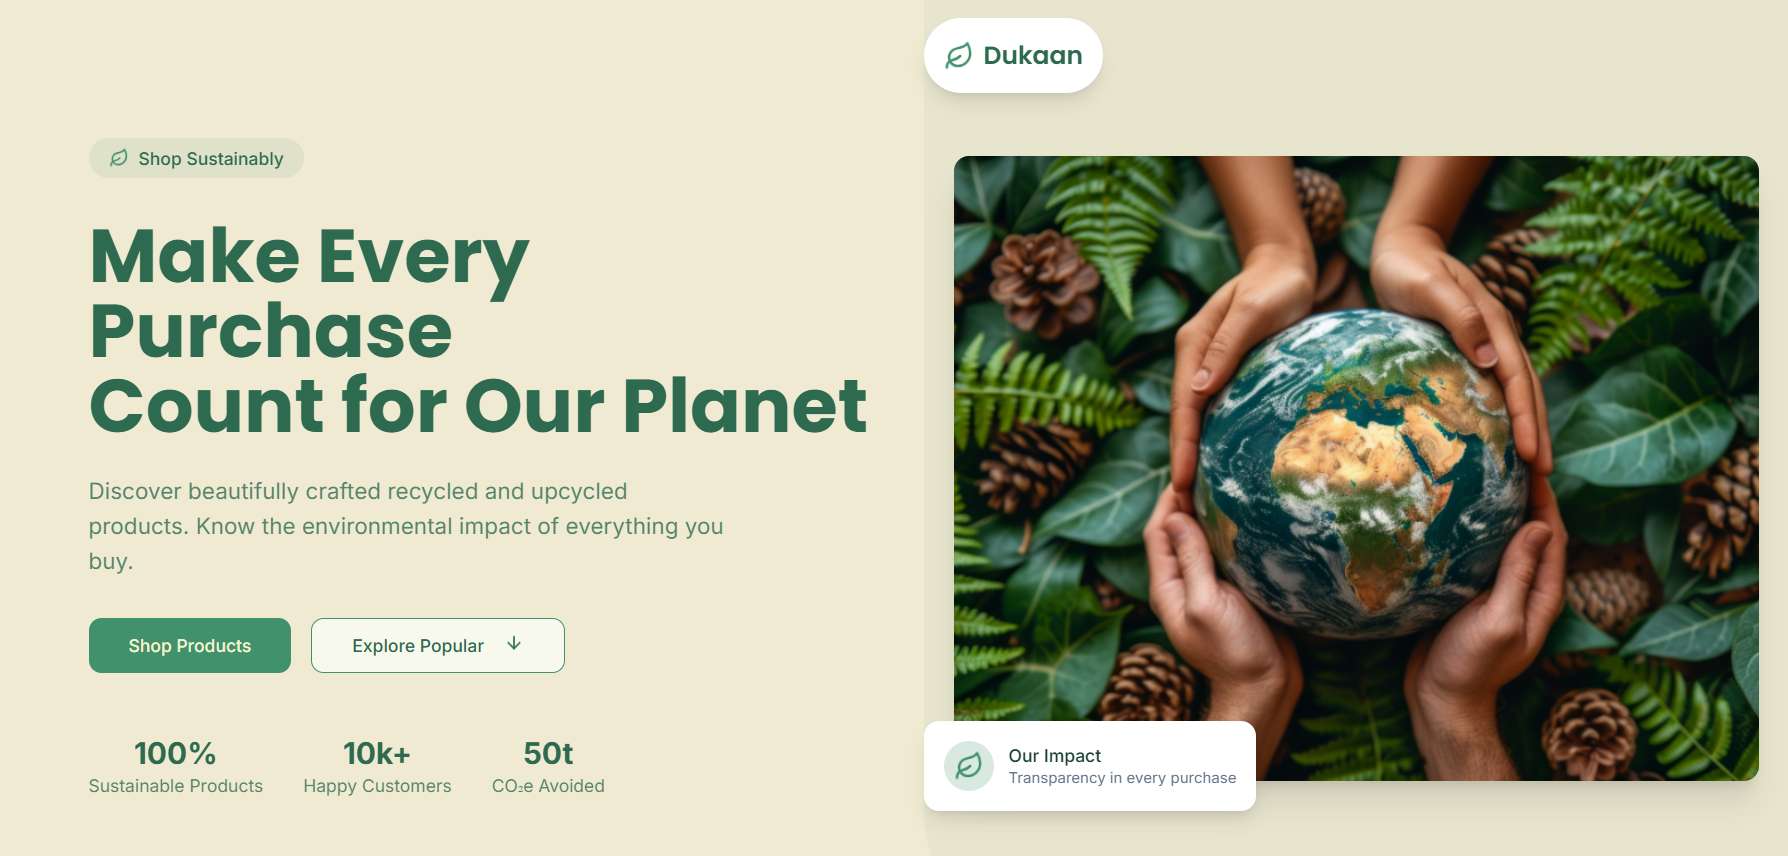 Dukaan
Shop Sustainably
Make Every
Purchase
Count for Our Planet
Discover beautifully crafted recycled and upcycled
products. Know the environmental impact of everything you
buy.
Shop Products
Explore Popular
100%
Sustainable Products
10k+
Happy Customers
50t
CO₂e Avoided
Our Impact
Transparency in every purchase